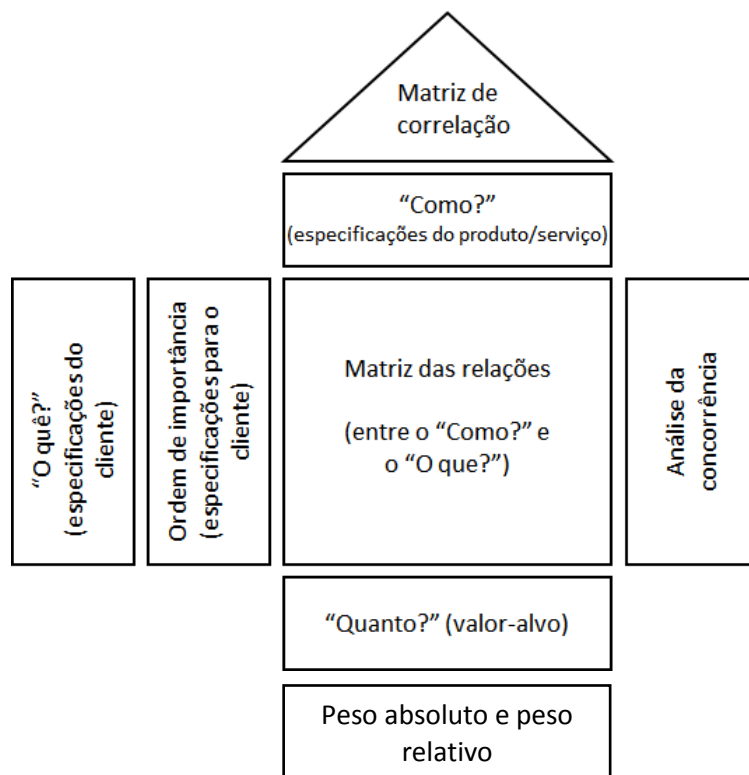 Matriz de
correlação
“Como?”
(especificações do produto/serviço)
“O quê?”
(especificações do
cliente)
Ordem de importância
(especificações para o
cliente)
Matriz das relações
(entre o “Como?” e
o “O que?”)
Análise da
concorrência
“Quanto?” (valor-alvo)
Peso absoluto e peso
relativo